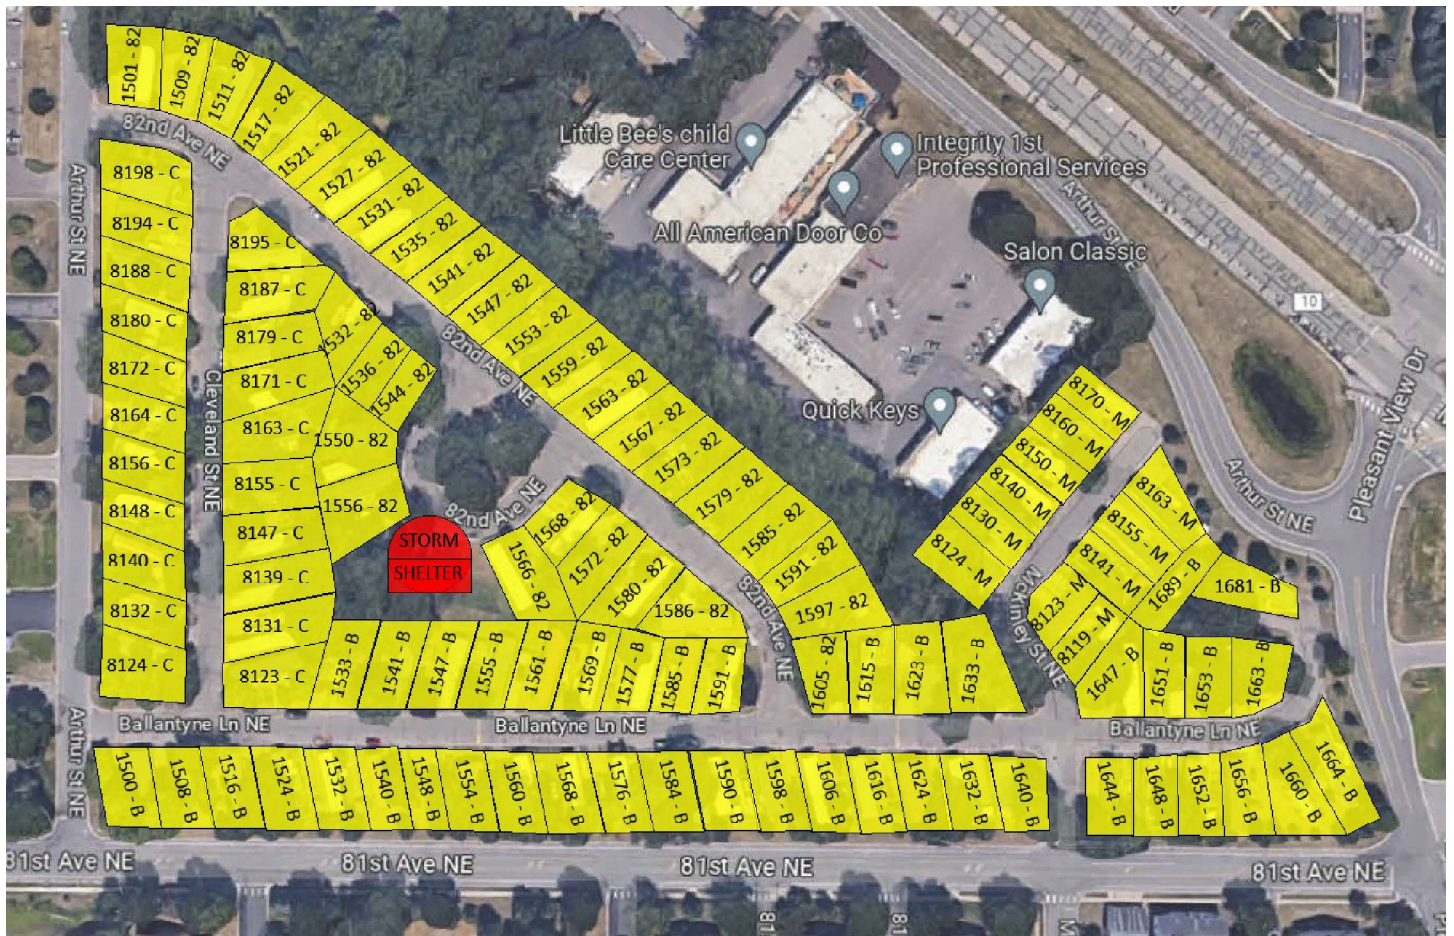 1501 - 82
1509 - 82
1511 - 82
1517 - 82
1521 - 82
1527 - 82
1531 - 82
1535 - 82
1541 - 82
1547 - 82
1553 - 82
1559 - 82
1563 - 82
1567 - 82
1573 - 82
1579 - 82
1585 - 82
1591 - 82
1597 - 82
1605 - 82
82nd Ave NE
Arthur St NE
8198 - C
8194 - C
8188 - C
8180 - C
8172 - C
8164 - C
8156 - C
8148 - C
8140 - C
8132 - C
8124 - C
Cleveland St NE
8195 - C
8187 - C
8179 - C
8171 - C
8163 - C
8155 - C
8147 - C
8139 - C
8131 - C
8123 - C
1532 - 82
1536 - 82
1544 - 82
1550 - 82
1556 - 82
82nd Ave NE
82nd Ave NE
STORM
SHELTER
1566 - 82
1568 - 82
1572 - 82
1580 - 82
1586 - 82
82nd Ave NE
Little Bee's child
Care Center
Integrity 1st
Professional Services
All American Door Co
Salon Classic
Quick Keys
Arthur St NE
10
Pleasant View Dr
Arthur St NE
8170 - M
8160 - M
8150 - M
8140 - M
8130 - M
8124 - M
McKinley St NE
8163 - M
8155 - M
8141 - M
8123 - M
8119 - M
1689 - B
1681 - B
1533 - B
1541 - B
1547 - B
1555 - B
1561 - B
1569 - B
1577 - B
1585 - B
1591 - B
1615 - B
1623 - B
1633 - B
1647 - B
1651 - B
1653 - B
1663 - B
Arthur St NE
Ballantyne Ln NE
Ballantyne Ln NE
Ballantyne Ln NE
1500 - B
1508 - B
1516 - B
1524 - B
1532 - B
1540 - B
1548 - B
1554 - B
1560 - B
1568 - B
1576 - B
1584 - B
1590 - B
1598 - B
1606 - B
1616 - B
1624 - B
1632 - B
1640 - B
1644 - B
1648 - B
1652 - B
1656 - B
1660 - B
1664 - B
81st Ave NE
81st Ave NE
81st Ave NE
81st Ave NE
81
81
M